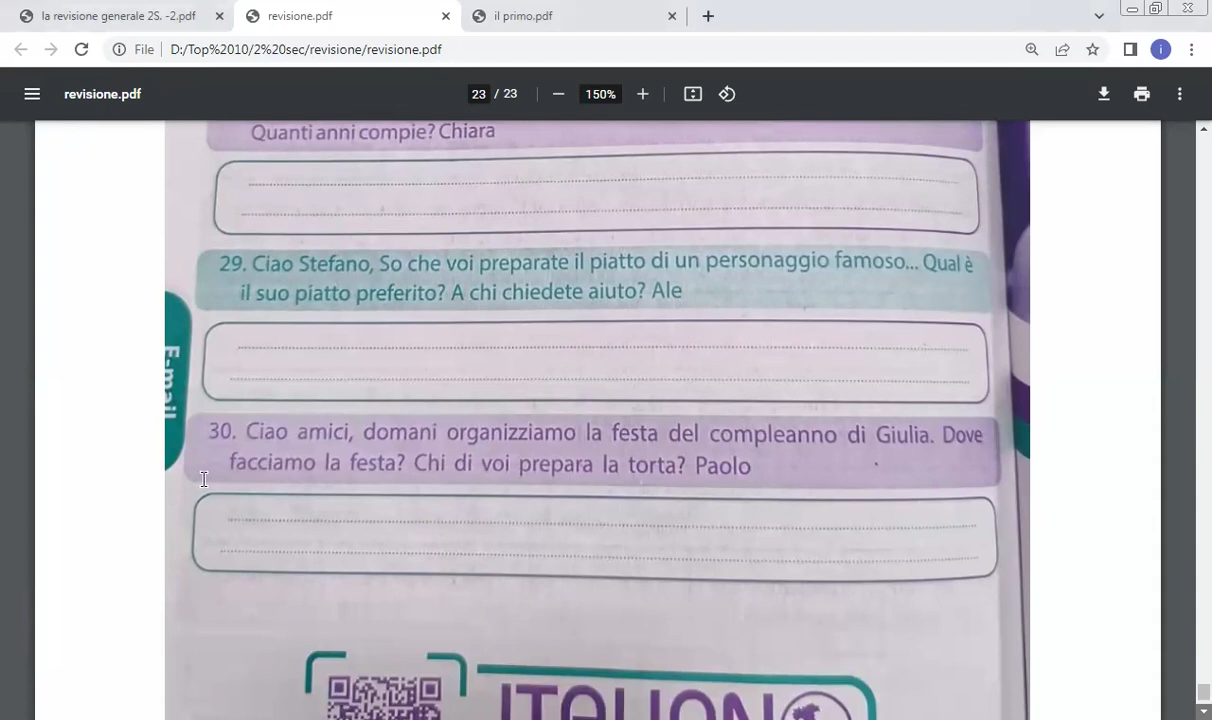 la revisione generale 2S. -2.pdf
revisione.pdf
il primo.pdf
File
D:/Top%2010/2%20sec/revisione/revisione.pdf
i
revisione.pdf
23 / 23
150%
Quanti anni compie? Chiara
29. Ciao Stefano, So che voi preparate il piatto di un personaggio famoso... Qual è
il suo piatto preferito? A chi chiedete aiuto? Ale
E-mail
30. Ciao amici, domani organizziamo la festa del compleanno di Giulia. Dove
facciamo la festa? Chi di voi prepara la torta? Paolo
ITALIAN